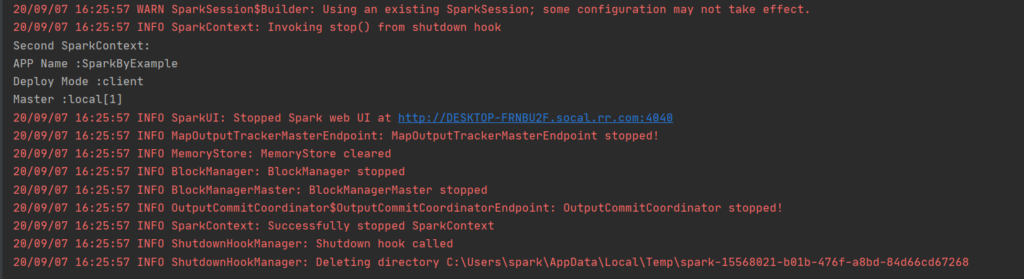 20/09/07 16:25:57 WARN SparkSession$Builder: Using an existing SparkSession; some configuration may not take effect.
20/09/07 16:25:57 INFO SparkContext: Invoking stop() from shutdown hook
Second SparkContext:
APP Name :SparkByExample
Deploy Mode :client
Master :local[1]
20/09/07 16:25:57 INFO SparkUI: Stopped Spark web UI at http://DESKTOP-FRNBU2F.socal.rr.com:4040
20/09/07 16:25:57 INFO MapOutputTrackerMasterEndpoint: MapOutputTrackerMasterEndpoint stopped!
20/09/07 16:25:57 INFO MemoryStore: MemoryStore cleared
20/09/07 16:25:57 INFO BlockManager: BlockManager stopped
20/09/07 16:25:57 INFO BlockManagerMaster: BlockManagerMaster stopped
20/09/07 16:25:57 INFO OutputCommitCoordinator$OutputCommitCoordinatorEndpoint: OutputCommitCoordinator stopped!
20/09/07 16:25:57 INFO SparkContext: Successfully stopped SparkContext
20/09/07 16:25:57 INFO ShutdownHookManager: Shutdown hook called
20/09/07 16:25:57 INFO ShutdownHookManager: Deleting directory C:\Users\spark\AppData\Local\Temp\spark-15568021-b01b-476f-a8bd-84d66cd67268